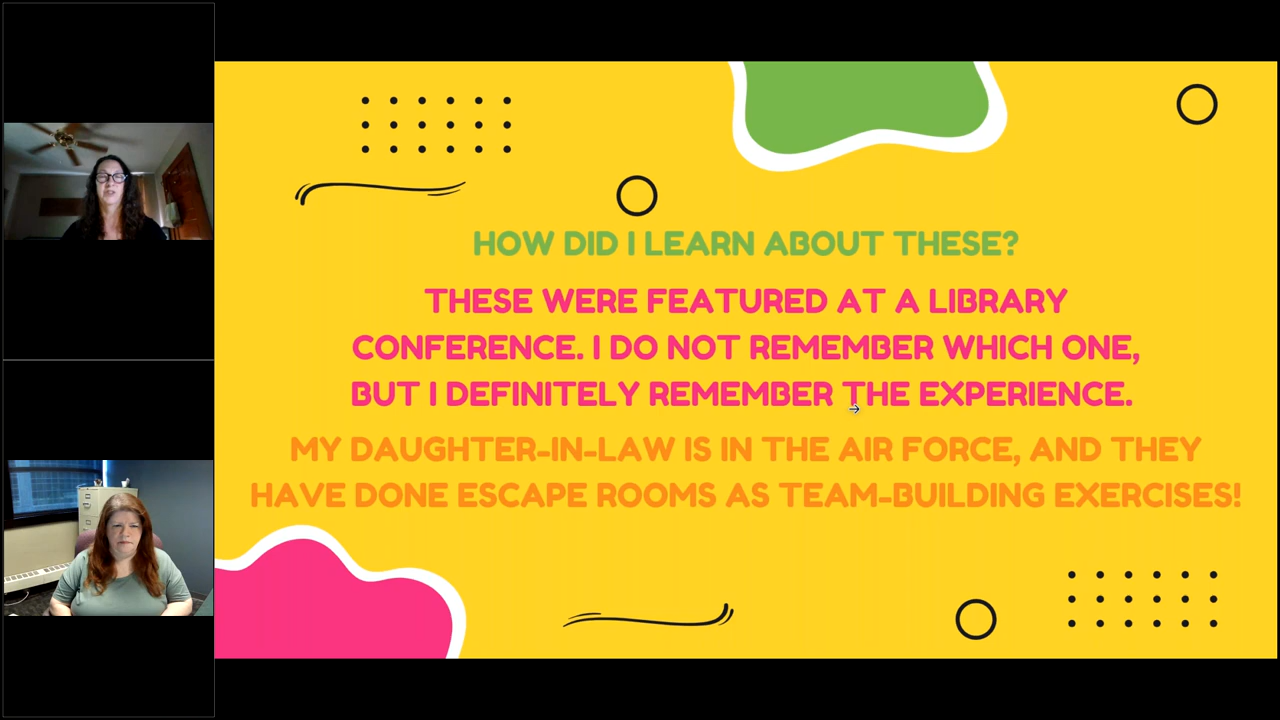 HOW DID I LEARN ABOUT THESE?
THESE WERE FEATURED AT A LIBRARY
CONFERENCE. I DO NOT REMEMBER WHICH ONE,
BUT I DEFINITELY REMEMBER THE EXPERIENCE.
MY DAUGHTER-IN-LAW IS IN THE AIR FORCE, AND THEY
HAVE DONE ESCAPE ROOMS AS TEAM-BUILDING EXERCISES!